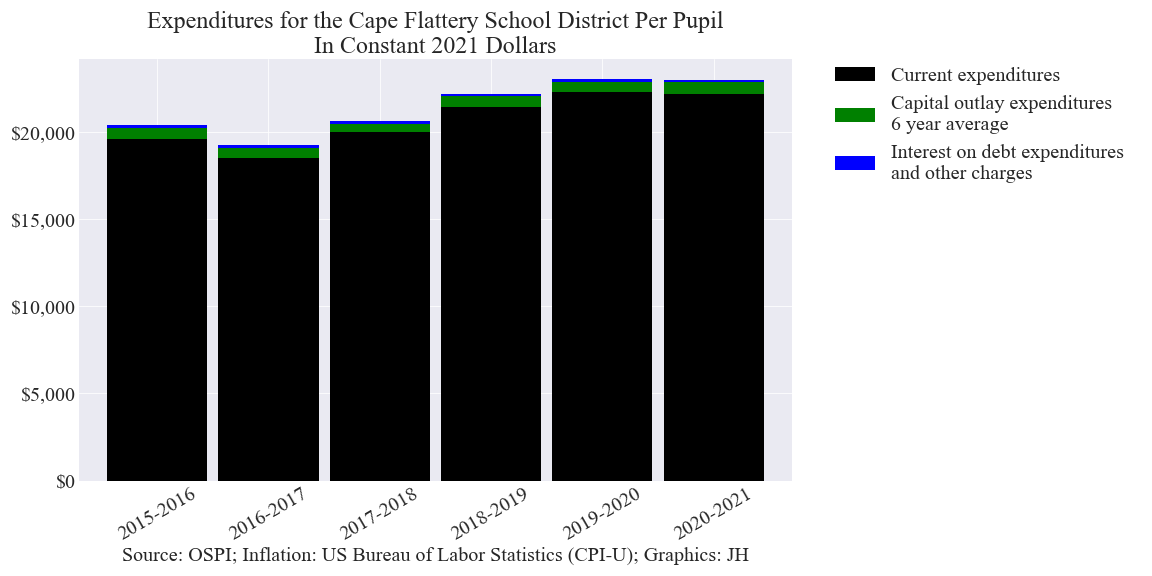 Expenditures for the Cape Flattery School District Per Pupil
In Constant 2021 Dollars
Current expenditures
Capital outlay expenditures
6 year average
Interest on debt expenditures
and other charges
$20,000
$15,000
$10,000
$5,000
$0
2015-2016
2016-2017
2017-2018
2018-2019
2019-2020
2020-2021
Source: OSPI; Inflation: US Bureau of Labor Statistics (CPI-U); Graphics: JH